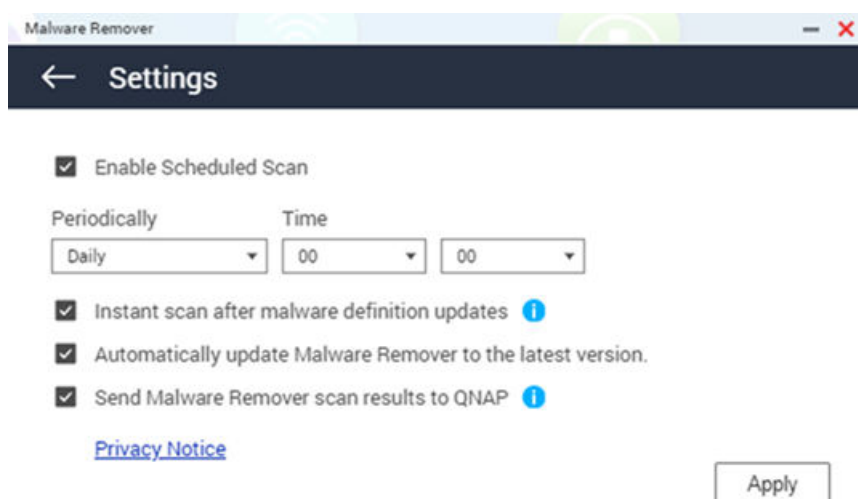 Malware Remover
Settings
Enable Scheduled Scan
Periodically Time
Daily 00 00
Instant scan after malware definition updates
Automatically update Malware Remover to the latest version.
Send Malware Remover scan results to QNAP
Privacy Notice
Apply